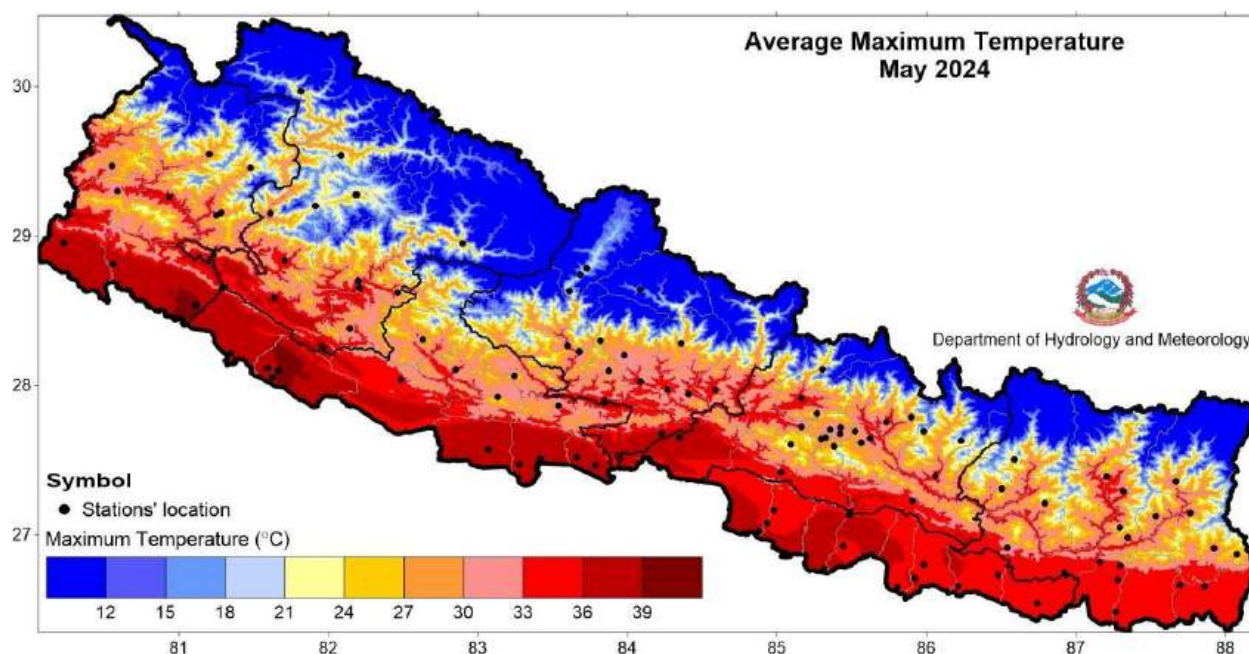 Average Maximum Temperature
May 2024
30
29
28
27
Department of Hydrology and Meteorology
Symbol
Stations' location
Maximum Temperature (°C)
12 15 18 21 24 27 30 33 36 39
81 82 83 84 85 86 87 88